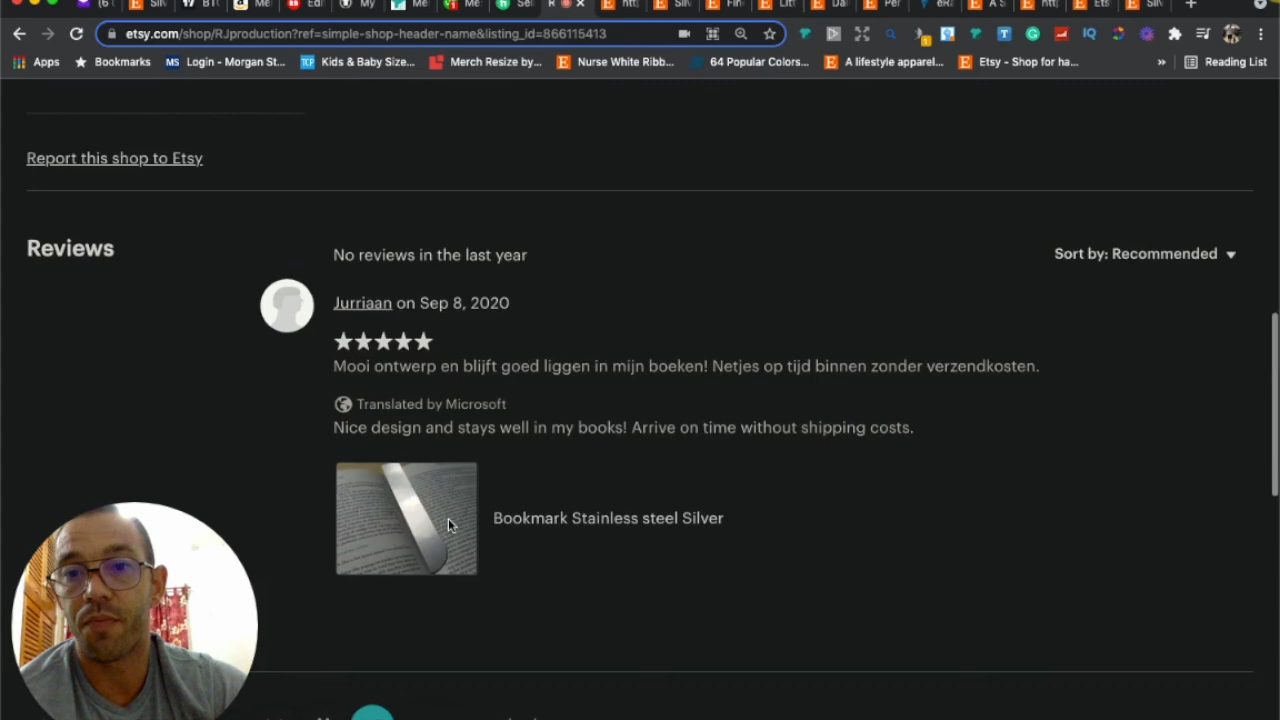 etsy.com/shop/RJproduction?ref=simple-shop-header-name&listing_id=866115413
Apps Bookmarks MS Login - Morgan St... TCP Kids & Baby Size... Merch Resize by... E Nurse White Ribb... 64 Popular Colors... E A lifestyle apparel... E Etsy - Shop for ha... » Reading List
Report this shop to Etsy
Reviews
No reviews in the last year
Sort by: Recommended
Jurriaan on Sep 8, 2020
Mooi ontwerp en blijft goed liggen in mijn boeken! Netjes op tijd binnen zonder verzendkosten.
Translated by Microsoft
Nice design and stays well in my books! Arrive on time without shipping costs.
Bookmark Stainless steel Silver